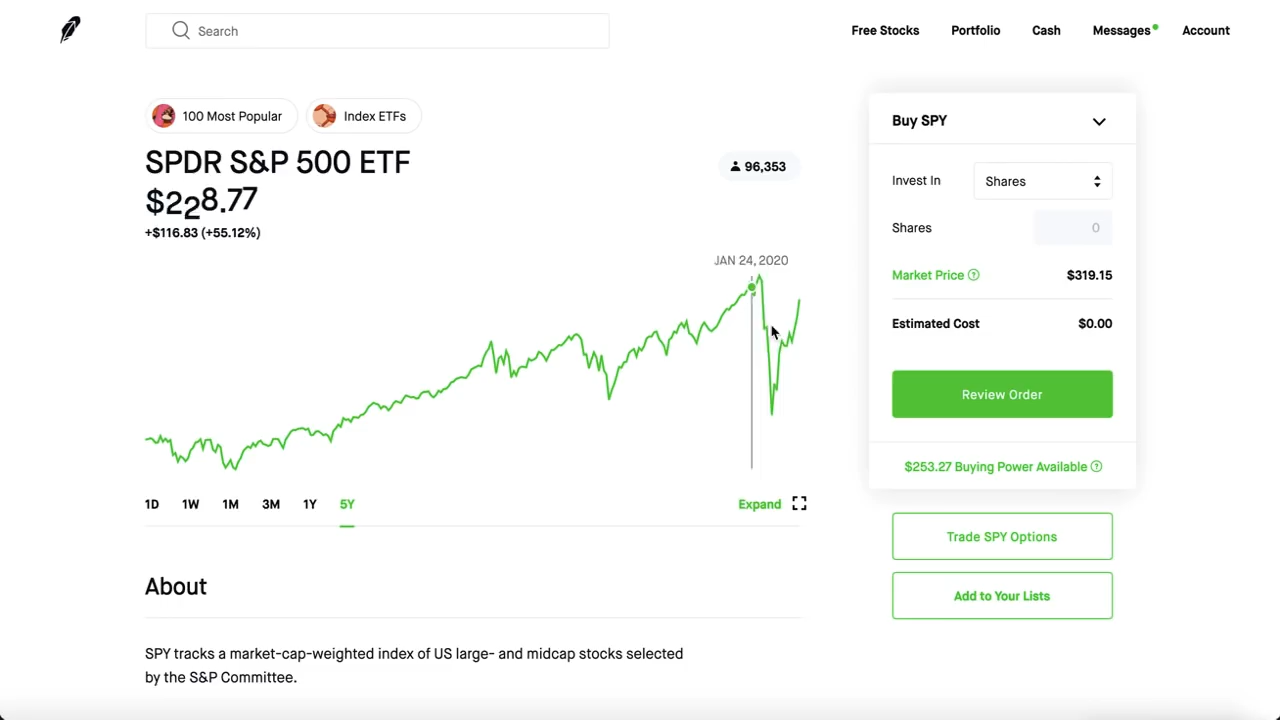 Search
Free Stocks
Portfolio
Cash
Messages
Account
100 Most Popular
Index ETFs
SPDR S&P 500 ETF
96,353
$228.77
+$116.83 (+55.12%)
JAN 24, 2020
1D
1W
1M
3M
1Y
5Y
Expand
About
SPY tracks a market-cap-weighted index of US large- and midcap stocks selected
by the S&P Committee.
Buy SPY
Invest In
Shares
Shares
0
Market Price
$319.15
Estimated Cost
$0.00
Review Order
$253.27 Buying Power Available
Trade SPY Options
Add to Your Lists